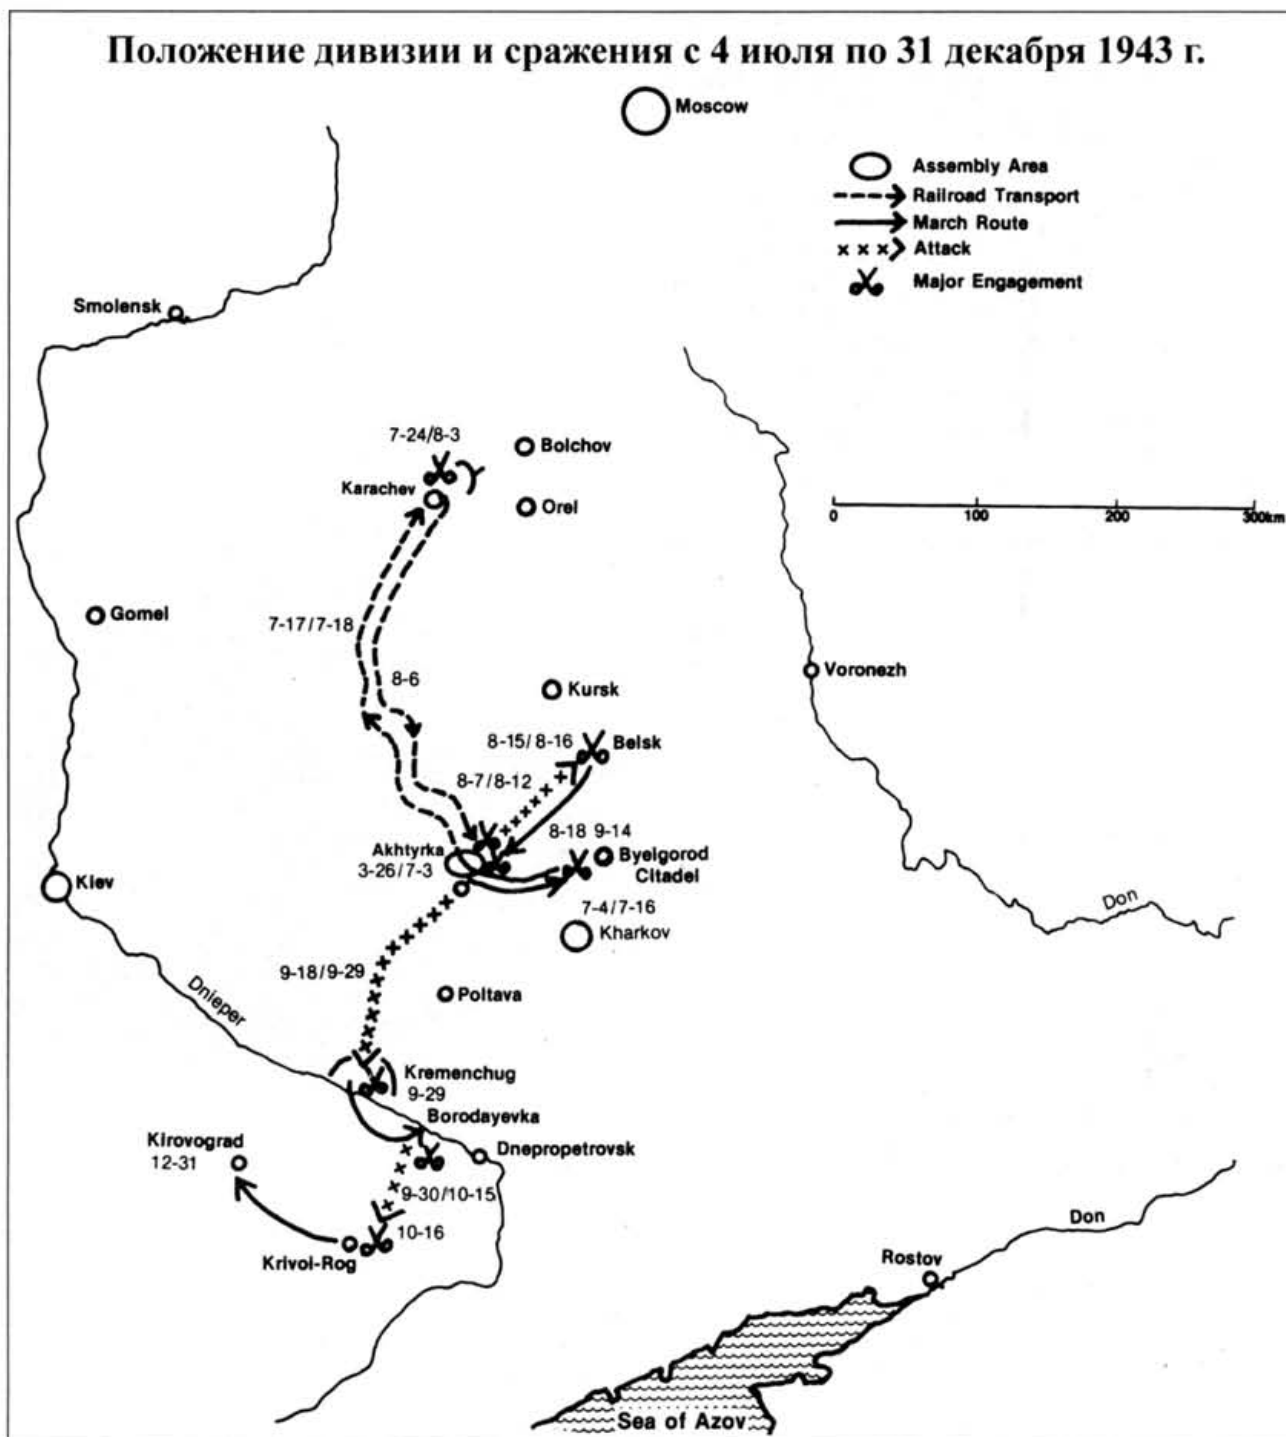 Положение дивизии и сражения с 4 июля по 31 декабря 1943 г.
Moscow
Assembly Area
Railroad Transport
March Route
Attack
Major Engagement
Smolensk
7-24/8-3
Bolchov
Karachev
Orel
0 100 200 300km
Gomel
7-17/7-18
8-6
Kursk
Voronezh
8-15/8-16
Belsk
8-7/8-12
8-18 9-14
Akhtyrka
3-26/7-3
Byelgorod
Citadel
Kiev
7-4/7-16
Kharkov
Don
9-18/9-29
Dnieper
Poltava
Kremenchug
9-29
Borodayevka
Kirovograd
12-31
Dnepropetrovsk
9-30/10-15
10-16
Krivoi-Rog
Don
Rostov
Sea of Azov